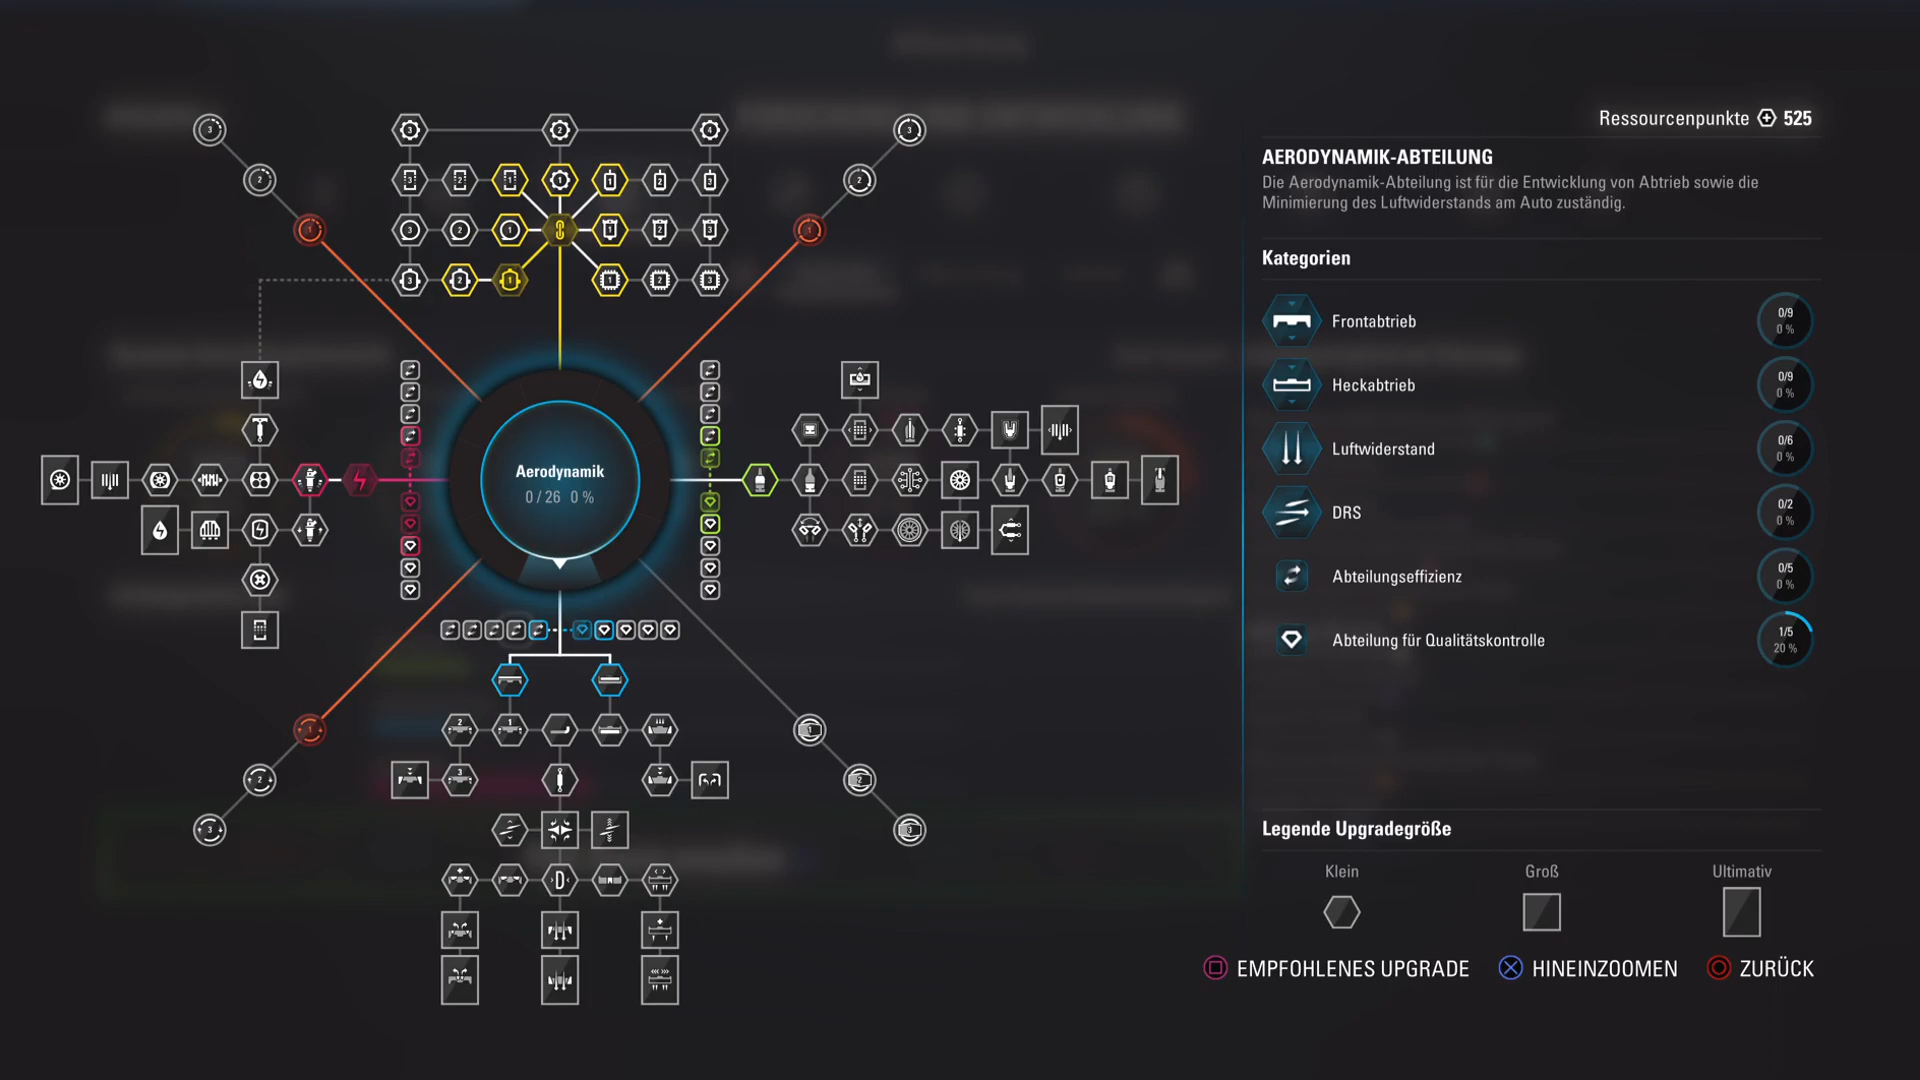 Ressourcenpunkte 525
AERODYNAMIK-ABTEILUNG
Die Aerodynamik-Abteilung ist für die Entwicklung von Abtrieb sowie die
Minimierung des Luftwiderstands am Auto zuständig.
Kategorien
Frontabtrieb
0/9
0 %
Heckabtrieb
0/9
0 %
Luftwiderstand
0/6
0 %
DRS
0/2
0 %
Abteilungseffizienz
0/5
0 %
Abteilung für Qualitätskontrolle
1/5
20 %
Aerodynamik
0 / 26 0 %
Legende Upgradegröße
Klein Groß Ultimativ
EMPFOHLENES UPGRADE HINEINZOOMEN ZURÜCK